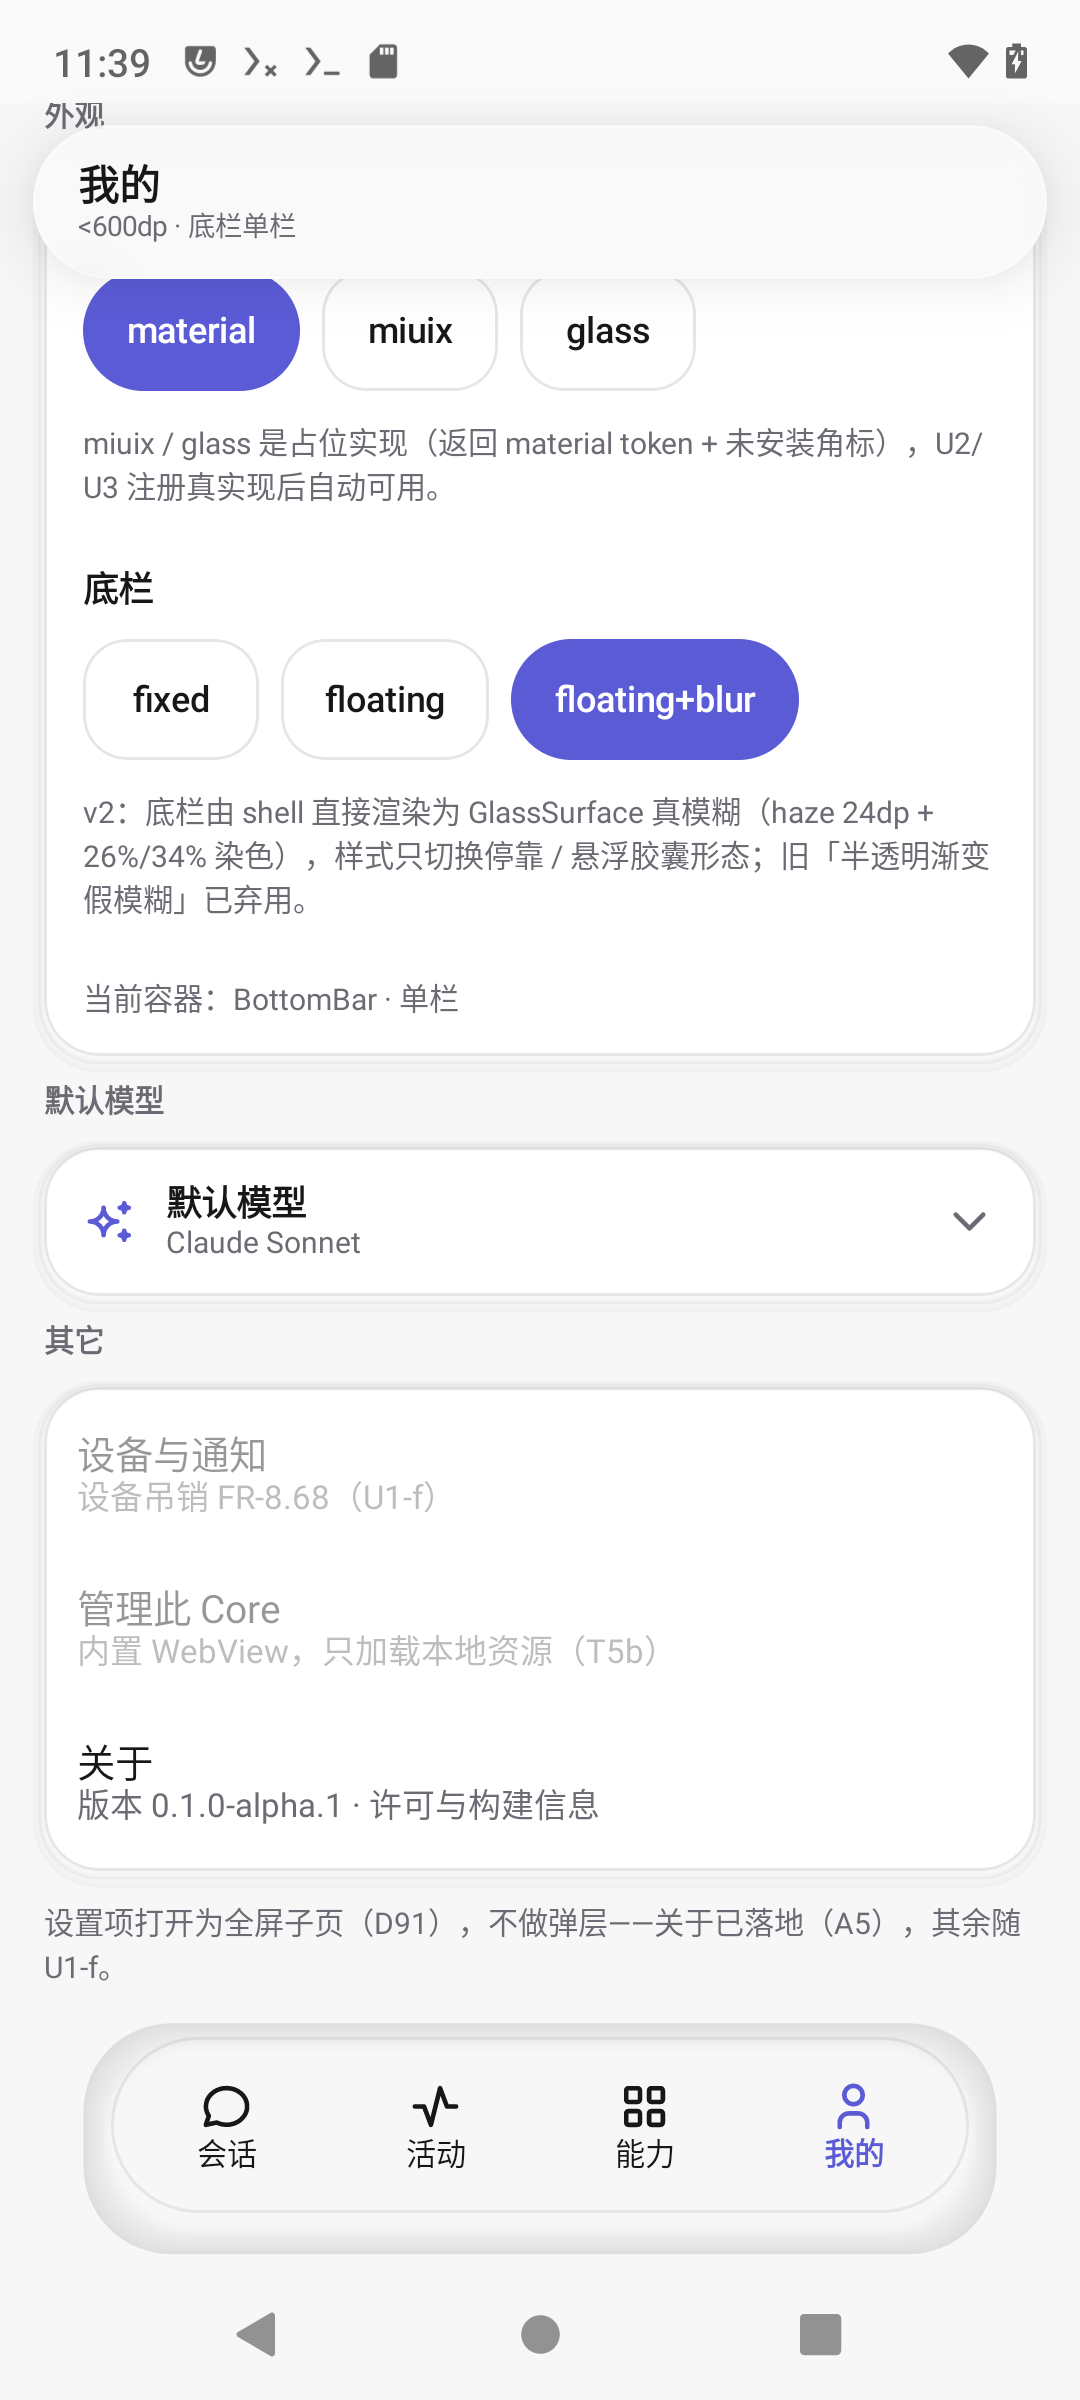 11:39
外观
我的
<600dp · 底栏单栏
material
miuix
glass
miuix / glass 是占位实现（返回 material token + 未安装角标），U2/
U3 注册真实现后自动可用。
底栏
fixed
floating
floating+blur
v2：底栏由 shell 直接渲染为 GlassSurface 真模糊（haze 24dp +
26%/34% 染色），样式只切换停靠 / 悬浮胶囊形态；旧「半透明渐变
假模糊」已弃用。
当前容器：BottomBar · 单栏
默认模型
默认模型
Claude Sonnet
其它
设备与通知
设备吊销 FR-8.68（U1-f）
管理此 Core
内置 WebView，只加载本地资源（T5b）
关于
版本 0.1.0-alpha.1 · 许可与构建信息
设置项打开为全屏子页（D91），不做弹层——关于已落地（A5），其余随
U1-f。
会话
活动
能力
我的